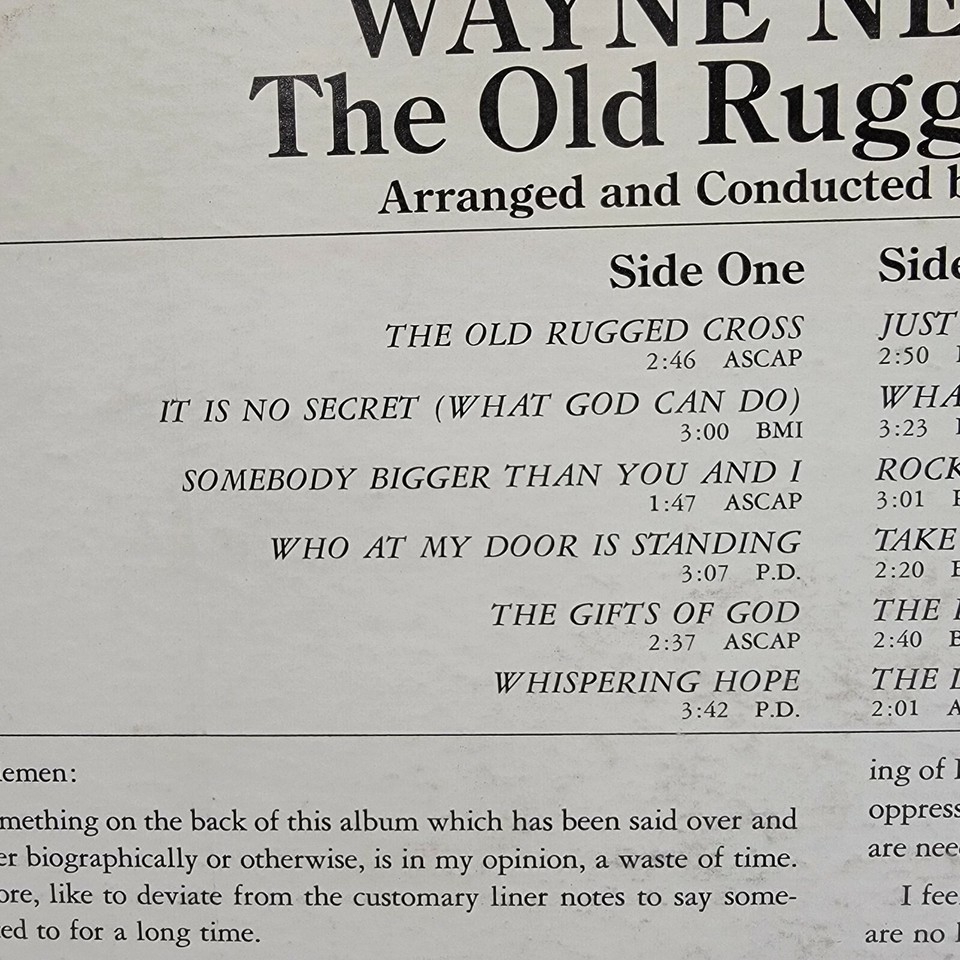 WAYNE NE
The Old Rugg
Arranged and Conducted b
Side One
THE OLD RUGGED CROSS
2:46 ASCAP
IT IS NO SECRET (WHAT GOD CAN DO)
3:00 BMI
SOMEBODY BIGGER THAN YOU AND I
1:47 ASCAP
WHO AT MY DOOR IS STANDING
3:07 P.D.
THE GIFTS OF GOD
2:37 ASCAP
WHISPERING HOPE
3:42 P.D.
Side
JUST
2:50
WHA
3:23
ROCK
3:01
TAKE
2:20
THE
2:40
THE
2:01 A
emen:
mething on the back of this album which has been said over and
er biographically or otherwise, is in my opinion, a waste of time.
ore, like to deviate from the customary liner notes to say some-
ed to for a long time.
ing of
oppress
are nee
I fee
are no